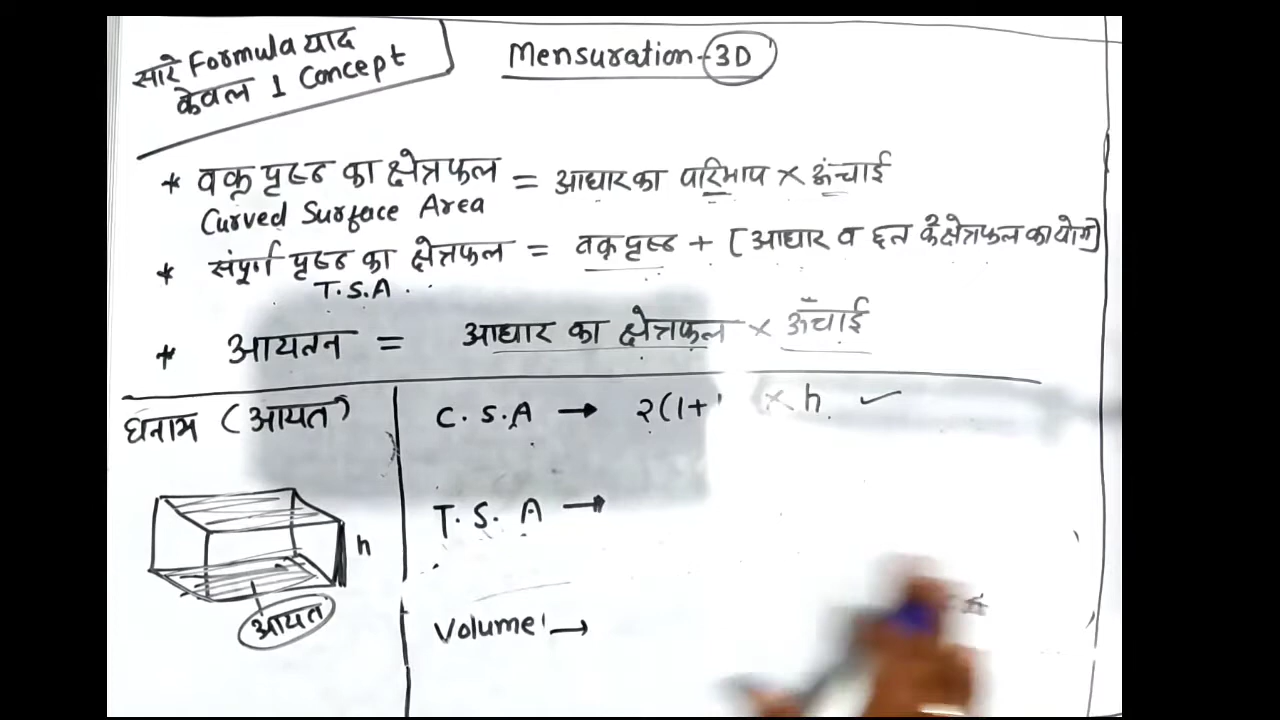 सारे Formula याद
केवल 1 Concept
Mensuration-3D
* वक्र पृष्ठ का क्षेत्रफल = आधार का परिमाप × ऊंचाई
Curved Surface Area
* संपूर्ण पृष्ठ का क्षेत्रफल = वक्र पृष्ठ + [आधार व छत के क्षेत्रफल का योग]
T.S.A.
* आयतन = आधार का क्षेत्रफल × ऊँचाई
घनाभ (आयत)
C.S.A → 2(l+ × h ✓
h
T.S.A →
आयत
Volume →